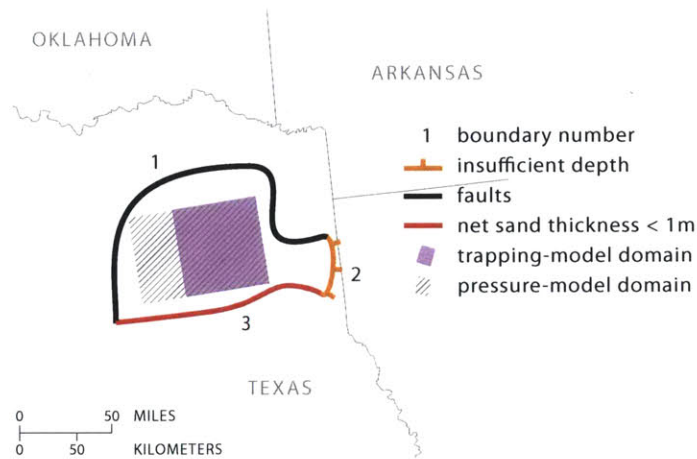 OKLAHOMA
ARKANSAS
1 boundary number
insufficient depth
faults
net sand thickness < 1m
trapping-model domain
pressure-model domain
1
2
3
TEXAS
0 50 MILES
0 50 KILOMETERS